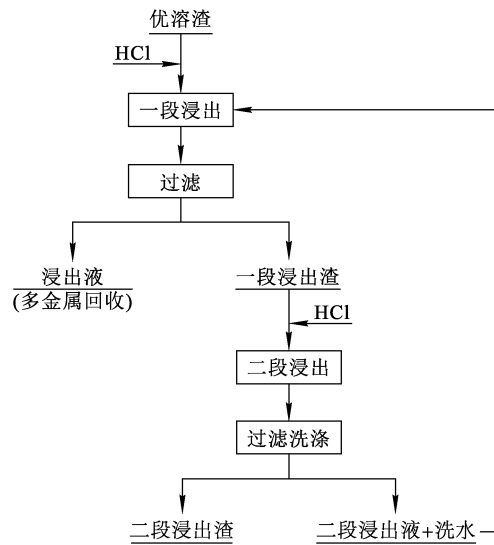 优溶渣
HCl
一段浸出
过滤
浸出液
(多金属回收)
一段浸出渣
HCl
二段浸出
过滤洗涤
二段浸出渣
二段浸出液+洗水